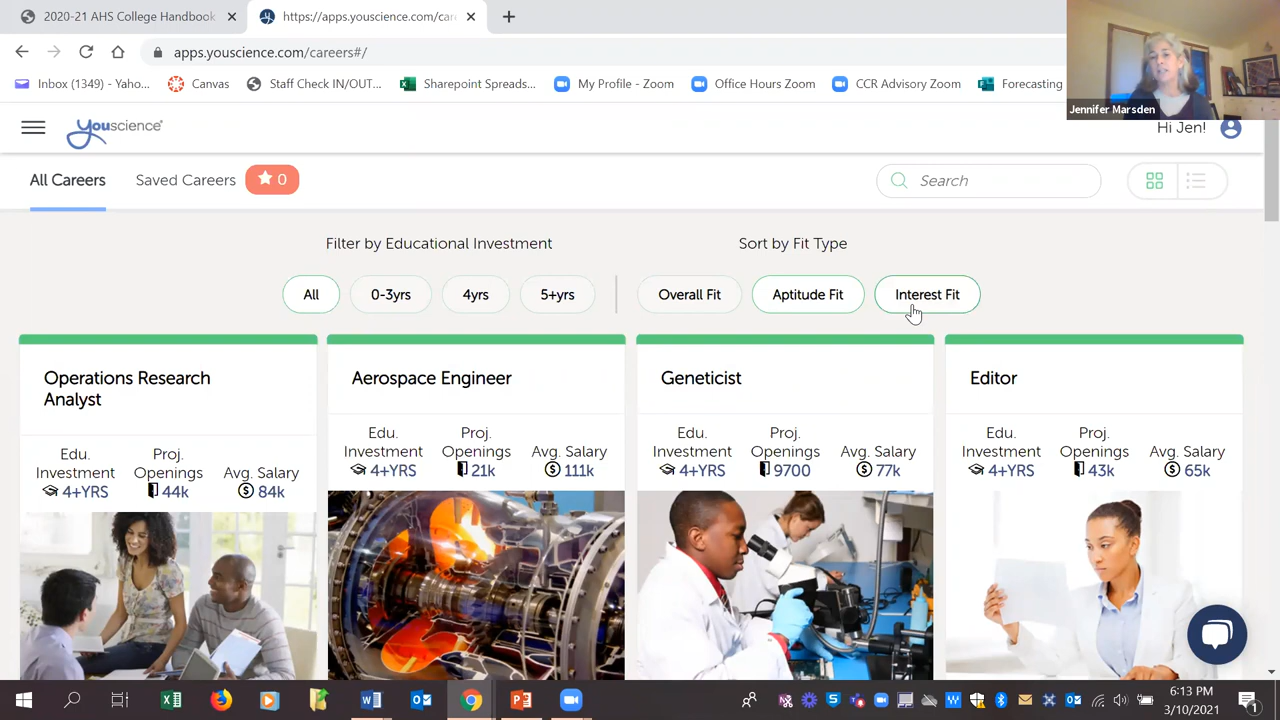 2020-21 AHS College Handbook
https://apps.youscience.com/car
apps.youscience.com/careers#/
Inbox (1349) - Yaho...
Canvas
Staff Check IN/OUT...
Sharepoint Spreads...
My Profile - Zoom
Office Hours Zoom
CCR Advisory Zoom
Forecasting
Jennifer Marsden
youscience
Hi Jen!
All Careers
Saved Careers
0
Search
Filter by Educational Investment
Sort by Fit Type
All
0-3yrs
4yrs
5+yrs
Overall Fit
Aptitude Fit
Interest Fit
Operations Research
Analyst
Edu.
Investment
4+YRS
Proj.
Openings
44k
Avg. Salary
84k
Aerospace Engineer
Edu.
Investment
4+YRS
Proj.
Openings
21k
Avg. Salary
111k
Geneticist
Edu.
Investment
4+YRS
Proj.
Openings
9700
Avg. Salary
77k
Editor
Edu.
Investment
4+YRS
Proj.
Openings
43k
Avg. Salary
65k
6:13 PM
3/10/2021
1